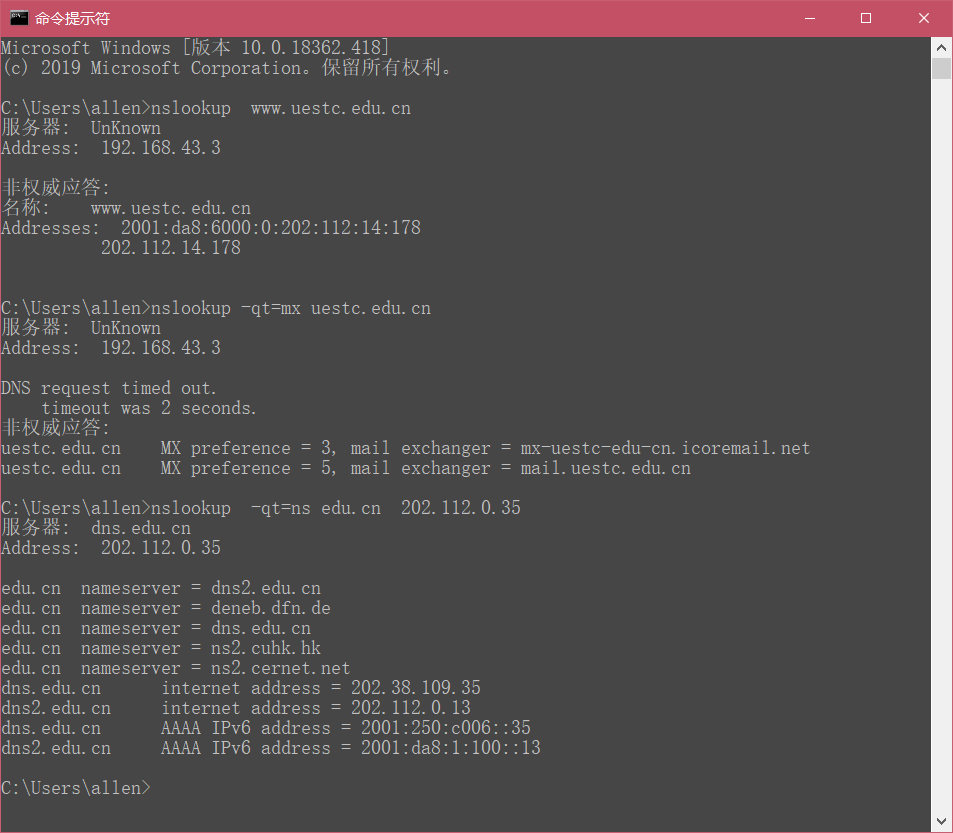 命令提示符
Microsoft Windows [版本 10.0.18362.418]
(c) 2019 Microsoft Corporation。保留所有权利。
C:\Users\allen>nslookup  www.uestc.edu.cn
服务器:  UnKnown
Address:  192.168.43.3
非权威应答:
名称:    www.uestc.edu.cn
Addresses:  2001:da8:6000:0:202:112:14:178
          202.112.14.178
C:\Users\allen>nslookup -qt=mx uestc.edu.cn
服务器:  UnKnown
Address:  192.168.43.3
DNS request timed out.
    timeout was 2 seconds.
非权威应答:
uestc.edu.cn    MX preference = 3, mail exchanger = mx-uestc-edu-cn.icoremail.net
uestc.edu.cn    MX preference = 5, mail exchanger = mail.uestc.edu.cn
C:\Users\allen>nslookup  -qt=ns edu.cn  202.112.0.35
服务器:  dns.edu.cn
Address:  202.112.0.35
edu.cn  nameserver = dns2.edu.cn
edu.cn  nameserver = deneb.dfn.de
edu.cn  nameserver = dns.edu.cn
edu.cn  nameserver = ns2.cuhk.hk
edu.cn  nameserver = ns2.cernet.net
dns.edu.cn      internet address = 202.38.109.35
dns2.edu.cn     internet address = 202.112.0.13
dns.edu.cn      AAAA IPv6 address = 2001:250:c006::35
dns2.edu.cn     AAAA IPv6 address = 2001:da8:1:100::13
C:\Users\allen>